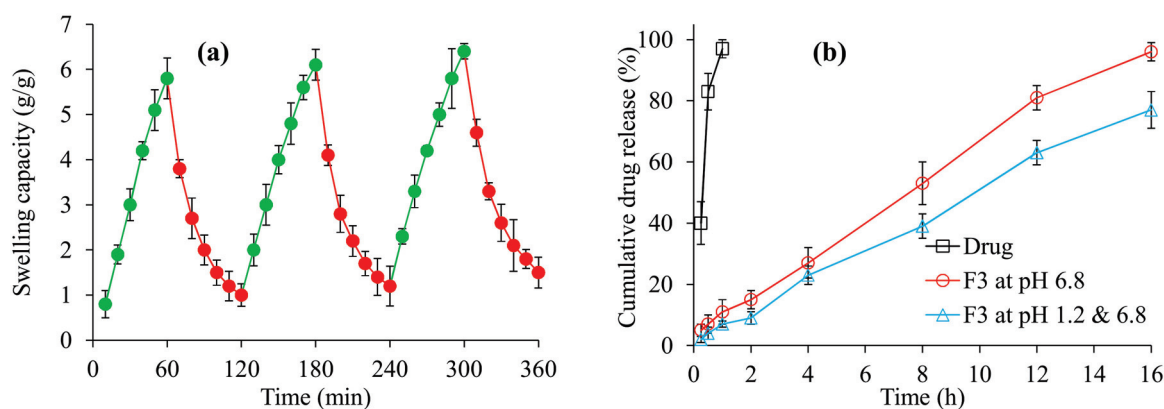 (a)
Swelling capacity (g/g)
7
6
5
4
3
2
1
0
0 60 120 180 240 300 360
Time (min)
(b)
Cumulative drug release (%)
100
80
60
40
20
0
Drug
F3 at pH 6.8
F3 at pH 1.2 & 6.8
0 2 4 6 8 10 12 14 16
Time (h)